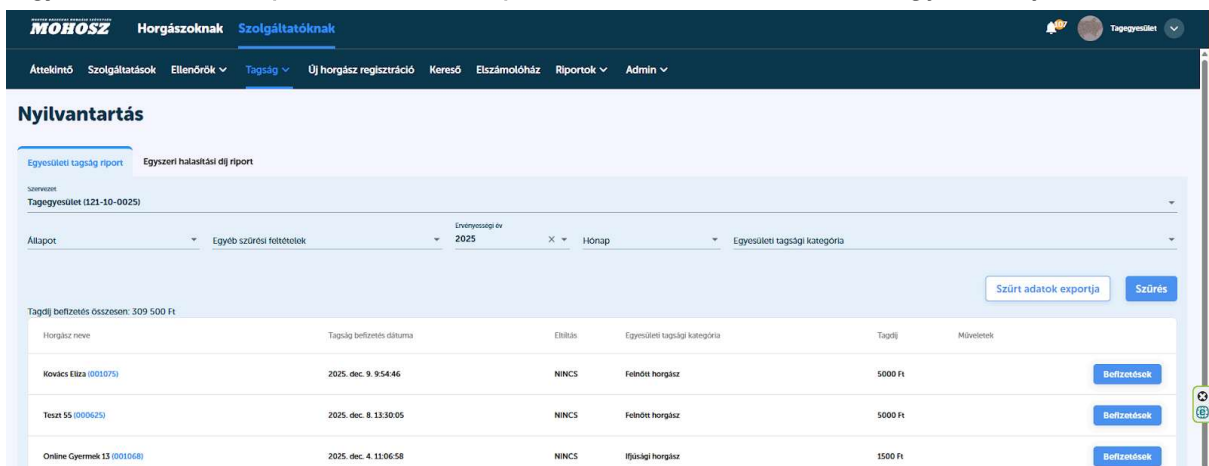 MAGYAR ORSZÁGOS HORGÁSZ SZÖVETSÉG
MOHOSZ Horgászoknak Szolgáltatóknak 107 Tagegyesület
Áttekintő Szolgáltatások Ellenőrök Tagság Új horgász regisztráció Kereső Elszámolóház Riportok Admin
Nyilvantartás
Egyesületi tagság riport Egyszeri halasítási díj riport
Szervezet
Tagegyesület (121-10-0025)
Érvényességi év
Állapot Egyéb szűrési feltételek 2025 Hónap Egyesületi tagsági kategória
Szűrt adatok exportja Szűrés
Tagdíj befizetés összesen: 309 500 Ft
Horgász neve Tagság befizetés dátuma Eltiltás Egyesületi tagsági kategória Tagdíj Műveletek
Kovács Eliza (001075) 2025. dec. 9. 9:54:46 NINCS Felnőtt horgász 5000 Ft Befizetések
Teszt 55 (000625) 2025. dec. 8. 13:30:05 NINCS Felnőtt horgász 5000 Ft Befizetések
Online Gyermek 13 (001068) 2025. dec. 4. 11:06:58 NINCS Ifjúsági horgász 1500 Ft Befizetések